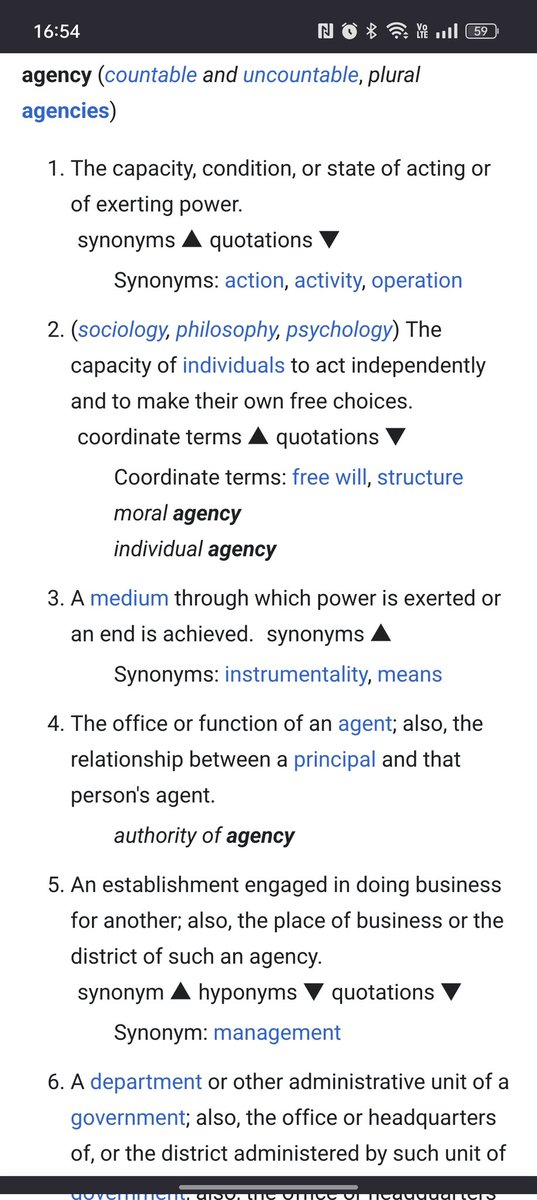 16:54
VoLTE
59
agency (countable and uncountable, plural
agencies)
1. The capacity, condition, or state of acting or
of exerting power.
synonyms ▲ quotations ▼
Synonyms: action, activity, operation
2. (sociology, philosophy, psychology) The
capacity of individuals to act independently
and to make their own free choices.
coordinate terms ▲ quotations ▼
Coordinate terms: free will, structure
moral agency
individual agency
3. A medium through which power is exerted or
an end is achieved. synonyms ▲
Synonyms: instrumentality, means
4. The office or function of an agent; also, the
relationship between a principal and that
person's agent.
authority of agency
5. An establishment engaged in doing business
for another; also, the place of business or the
district of such an agency.
synonym ▲ hyponyms ▼ quotations ▼
Synonym: management
6. A department or other administrative unit of a
government; also, the office or headquarters
of, or the district administered by such unit of
government; also, the office or headquarters